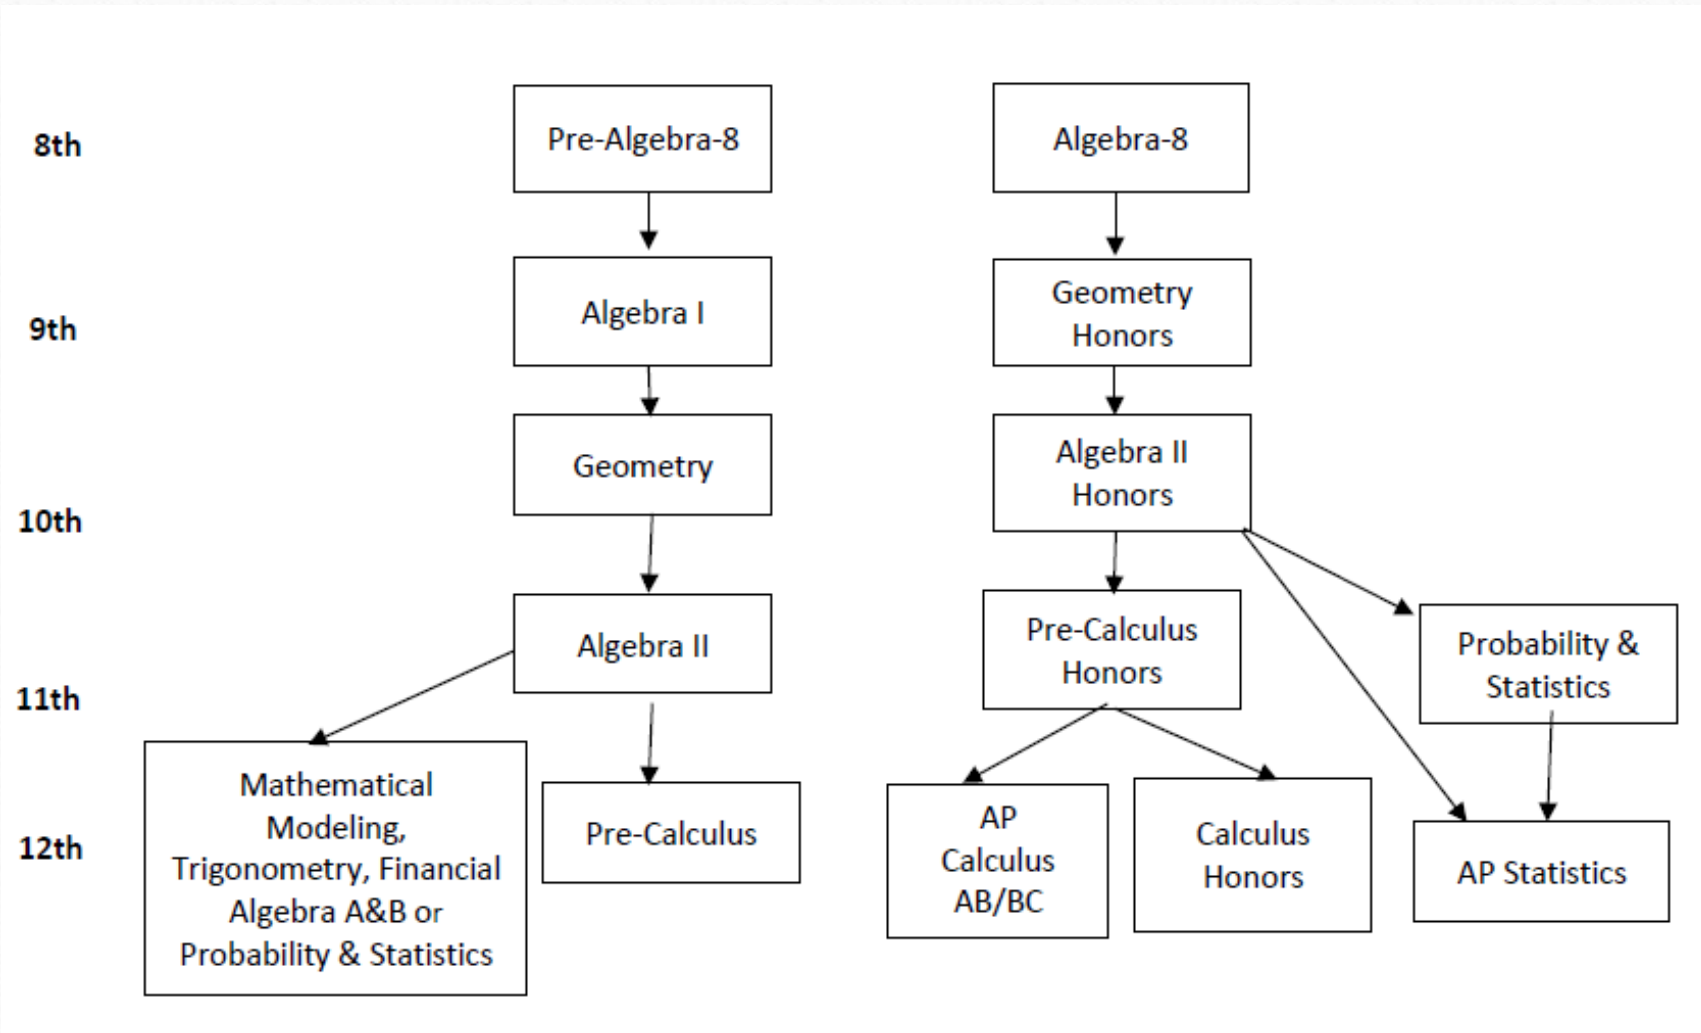 8th
Pre-Algebra-8
Algebra-8
9th
Algebra I
Geometry
Honors
10th
Geometry
Algebra II
Honors
11th
Algebra II
Pre-Calculus
Honors
Probability &
Statistics
12th
Mathematical
Modeling,
Trigonometry, Financial
Algebra A&B or
Probability & Statistics
Pre-Calculus
AP
Calculus
AB/BC
Calculus
Honors
AP Statistics